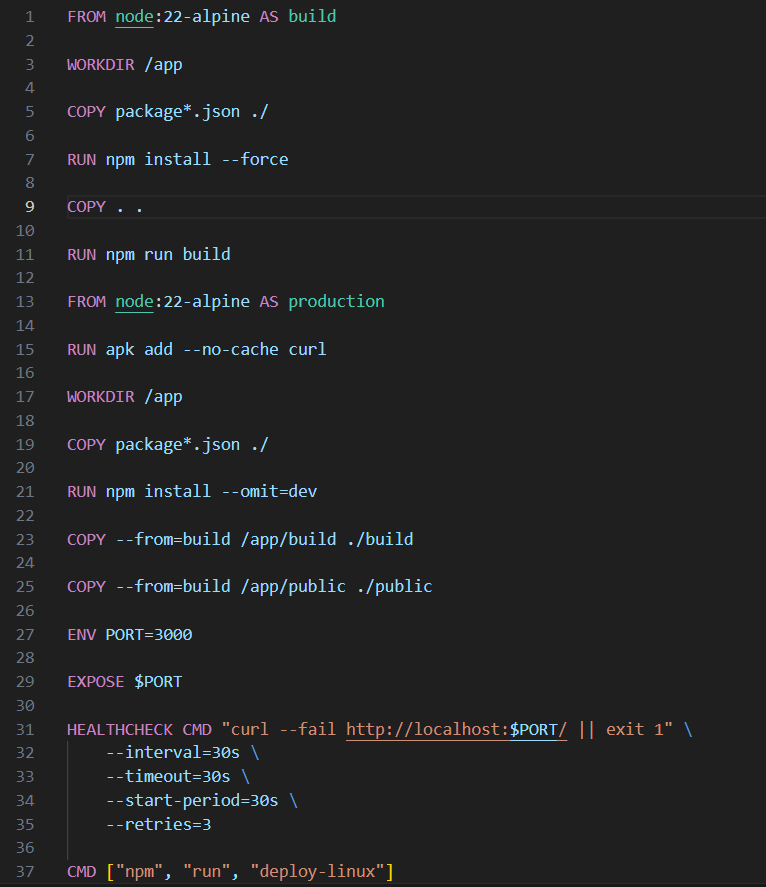 1 FROM node:22-alpine AS build
2
3 WORKDIR /app
4
5 COPY package*.json ./
6
7 RUN npm install --force
8
9 COPY . .
10
11 RUN npm run build
12
13 FROM node:22-alpine AS production
14
15 RUN apk add --no-cache curl
16
17 WORKDIR /app
18
19 COPY package*.json ./
20
21 RUN npm install --omit=dev
22
23 COPY --from=build /app/build ./build
24
25 COPY --from=build /app/public ./public
26
27 ENV PORT=3000
28
29 EXPOSE $PORT
30
31 HEALTHCHECK CMD "curl --fail http://localhost:$PORT/ || exit 1" \
32     --interval=30s \
33     --timeout=30s \
34     --start-period=30s \
35     --retries=3
36
37 CMD ["npm", "run", "deploy-linux"]